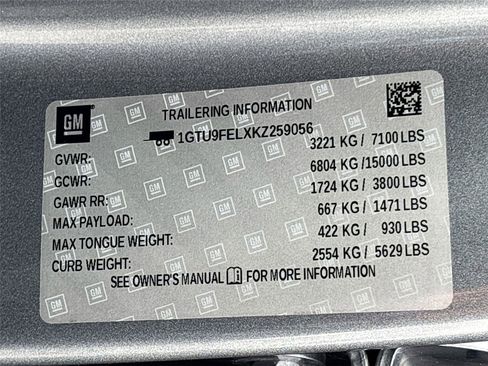 GM
TRAILERING INFORMATION
1GTU9FELXKZ259056
GVWR: 3221 KG / 7100 LBS
GCWR: 6804 KG / 15000 LBS
GAWR RR: 1724 KG / 3800 LBS
MAX PAYLOAD: 667 KG / 1471 LBS
MAX TONGUE WEIGHT: 422 KG / 930 LBS
CURB WEIGHT: 2554 KG / 5629 LBS
SEE OWNER'S MANUAL FOR MORE INFORMATION